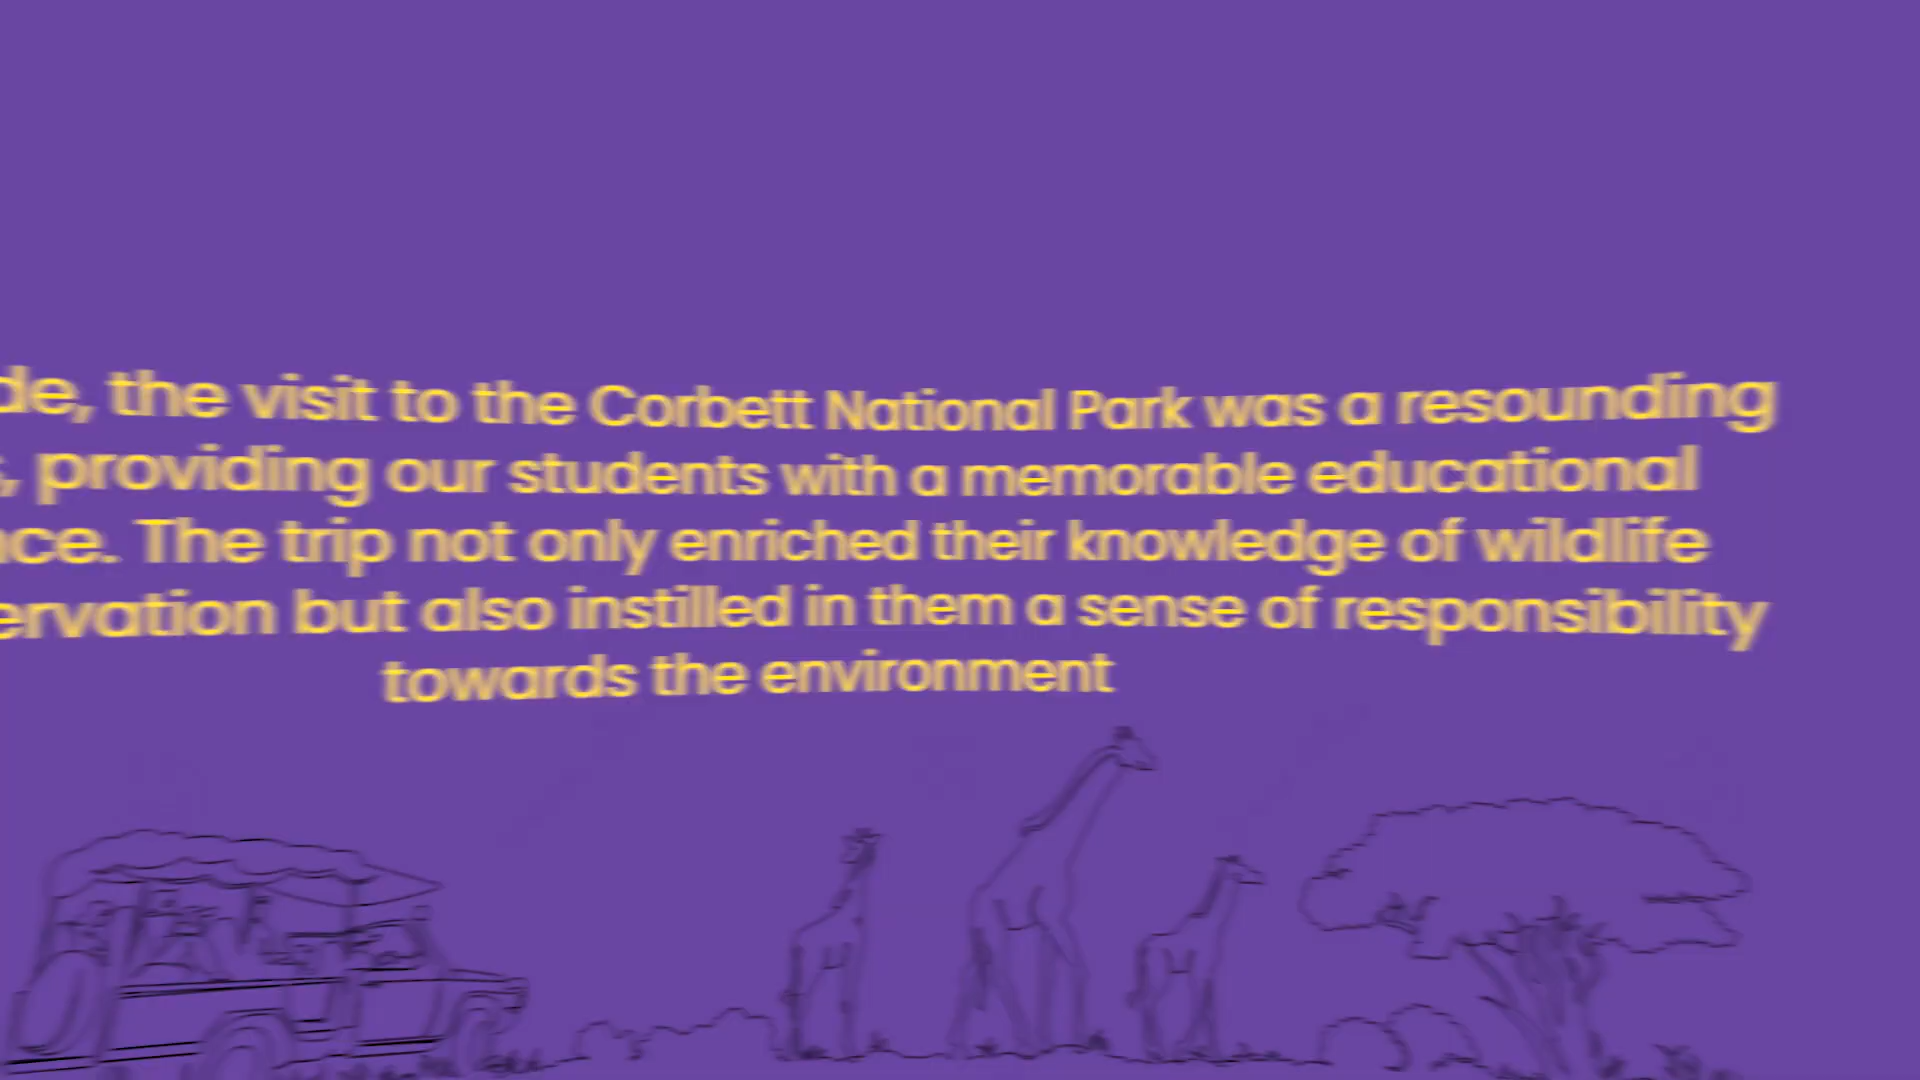 de, the visit to the Corbett National Park was a resounding
s, providing our students with a memorable educational
nce. The trip not only enriched their knowledge of wildlife
ervation but also instilled in them a sense of responsibility
towards the environment